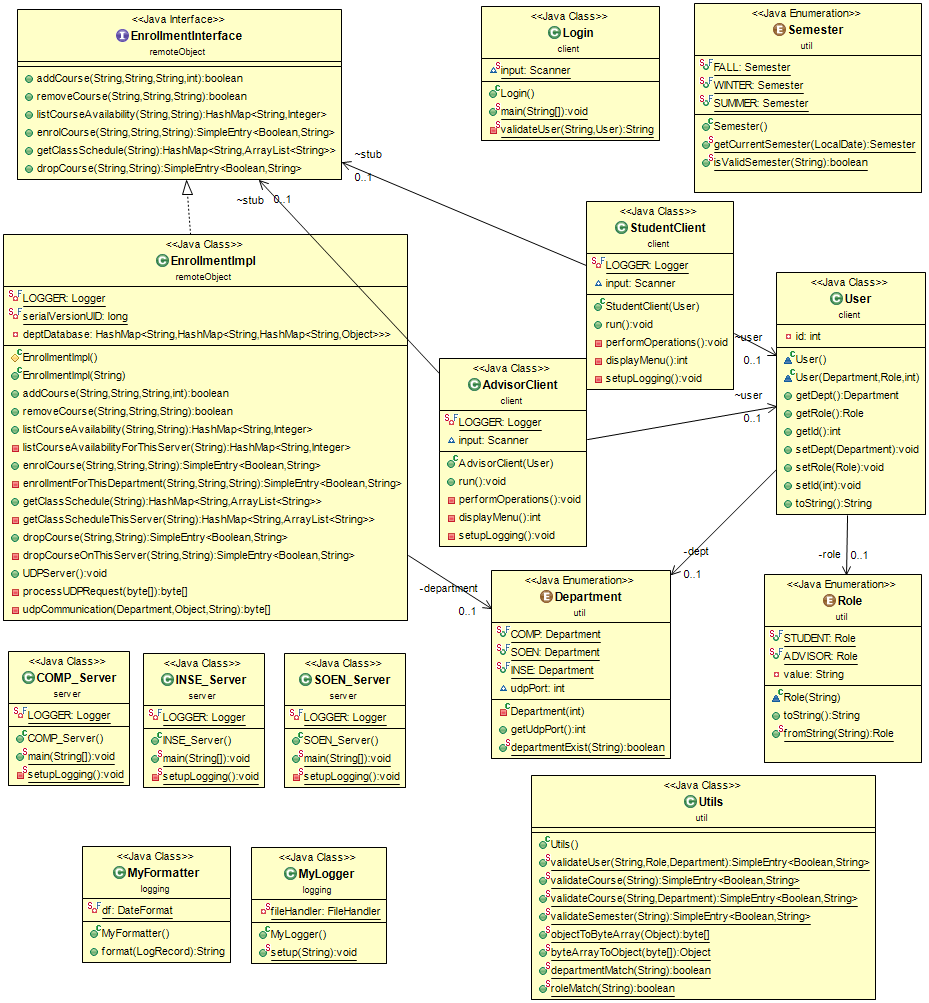 <<Java Interface>>
EnrollmentInterface
remoteObject
addCourse(String,String,String,int):boolean
removeCourse(String,String,String):boolean
listCourseAvailability(String,String):HashMap<String,Integer>
enrolCourse(String,String,String):SimpleEntry<Boolean,String>
getClassSchedule(String):HashMap<String,ArrayList<String>>
dropCourse(String,String):SimpleEntry<Boolean,String>
<<Java Class>>
Login
client
input: Scanner
Login()
main(String[]):void
validateUser(String,User):String
<<Java Enumeration>>
Semester
util
FALL: Semester
WINTER: Semester
SUMMER: Semester
Semester()
getCurrentSemester(LocalDate):Semester
isValidSemester(String):boolean
~stub
0..1
~stub
0..1
<<Java Class>>
EnrollmentImpl
remoteObject
LOGGER: Logger
serialVersionUID: long
deptDatabase: HashMap<String,HashMap<String,HashMap<String,Object>>>
EnrollmentImpl()
EnrollmentImpl(String)
addCourse(String,String,String,int):boolean
removeCourse(String,String,String):boolean
listCourseAvailability(String,String):HashMap<String,Integer>
listCourseAvailabilityForThisServer(String):HashMap<String,Integer>
enrolCourse(String,String,String):SimpleEntry<Boolean,String>
enrollmentForThisDepartment(String,String,String):SimpleEntry<Boolean,String>
getClassSchedule(String):HashMap<String,ArrayList<String>>
getClassScheduleThisServer(String):HashMap<String,ArrayList<String>>
dropCourse(String,String):SimpleEntry<Boolean,String>
dropCourseOnThisServer(String,String):SimpleEntry<Boolean,String>
UDPServer():void
processUDPRequest(byte[]):byte[]
udpCommunication(Department,Object,String):byte[]
<<Java Class>>
StudentClient
client
LOGGER: Logger
input: Scanner
StudentClient(User)
run():void
performOperations():void
displayMenu():int
setupLogging():void
~user
0..1
<<Java Class>>
User
client
id: int
User()
User(Department,Role,int)
getDept():Department
getRole():Role
getId():int
setDept(Department):void
setRole(Role):void
setId(int):void
toString():String
<<Java Class>>
AdvisorClient
client
LOGGER: Logger
input: Scanner
AdvisorClient(User)
run():void
performOperations():void
displayMenu():int
setupLogging():void
~user
0..1
-dept
0..1
-role 0..1
-department
0..1
<<Java Enumeration>>
Department
util
COMP: Department
SOEN: Department
INSE: Department
udpPort: int
Department(int)
getUdpPort():int
departmentExist(String):boolean
<<Java Enumeration>>
Role
util
STUDENT: Role
ADVISOR: Role
value: String
Role(String)
toString():String
fromString(String):Role
<<Java Class>>
COMP_Server
server
LOGGER: Logger
COMP_Server()
main(String[]):void
setupLogging():void
<<Java Class>>
INSE_Server
server
LOGGER: Logger
INSE_Server()
main(String[]):void
setupLogging():void
<<Java Class>>
SOEN_Server
server
LOGGER: Logger
SOEN_Server()
main(String[]):void
setupLogging():void
<<Java Class>>
Utils
util
Utils()
validateUser(String,Role,Department):SimpleEntry<Boolean,String>
validateCourse(String):SimpleEntry<Boolean,String>
validateCourse(String,Department):SimpleEntry<Boolean,String>
validateSemester(String):SimpleEntry<Boolean,String>
objectToByteArray(Object):byte[]
byteArrayToObject(byte[]):Object
departmentMatch(String):boolean
roleMatch(String):boolean
<<Java Class>>
MyFormatter
logging
df: DateFormat
MyFormatter()
format(LogRecord):String
<<Java Class>>
MyLogger
logging
fileHandler: FileHandler
MyLogger()
setup(String):void